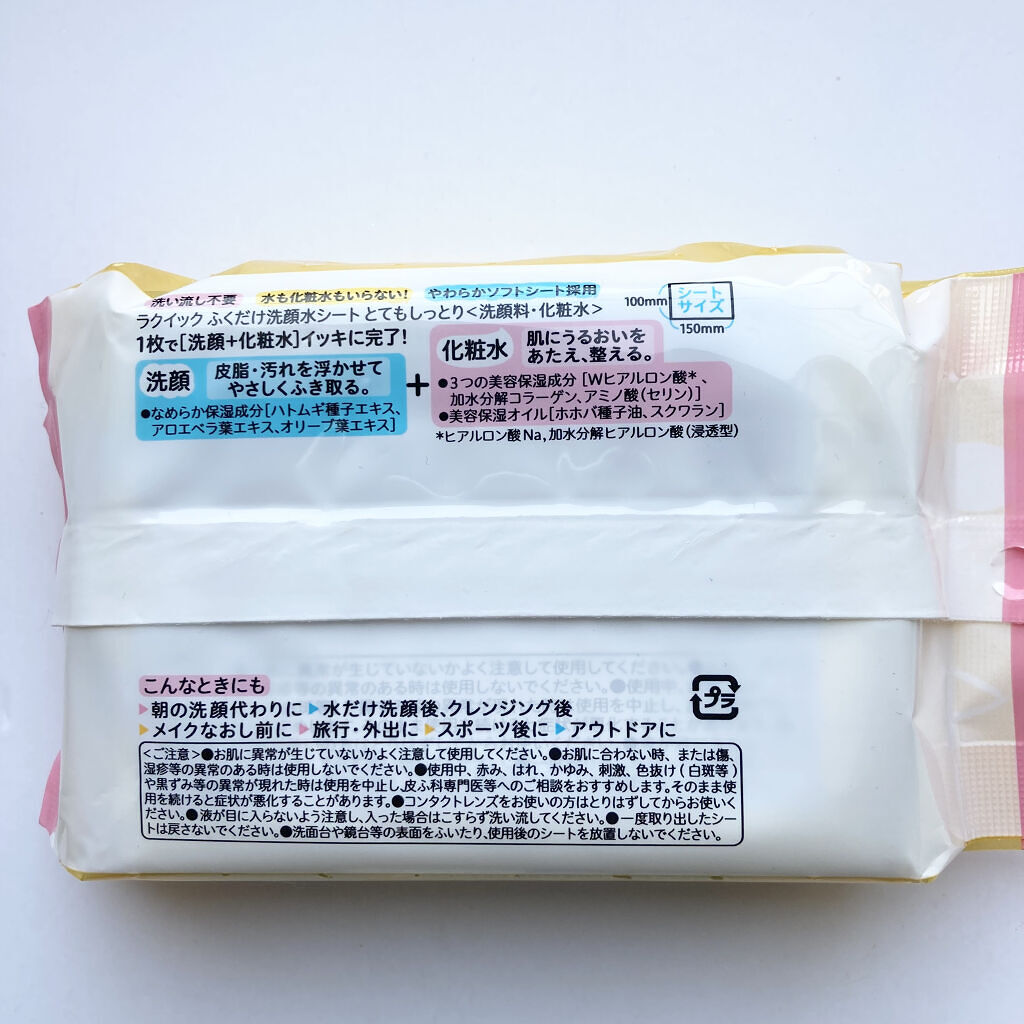 洗い流し不要 水も化粧水もいらない! やわらかソフトシート採用
ラクイック ふくだけ洗顔水シート とてもしっとり<洗顔料・化粧水>
1枚で[洗顔+化粧水]イッキに完了!
100mm
シート
サイズ
150mm
洗顔
皮脂・汚れを浮かせて
やさしくふき取る。
●なめらか保湿成分[ハトムギ種子エキス、
アロエベラ葉エキス、オリーブ葉エキス]
+
化粧水
肌にうるおいを
あたえ、整える。
●3つの美容保湿成分[Wヒアルロン酸*、
加水分解コラーゲン、アミノ酸(セリン)]
●美容保湿オイル[ホホバ種子油、スクワラン]
*ヒアルロン酸Na,加水分解ヒアルロン酸(浸透型)
こんなときにも
▶朝の洗顔代わりに▶水だけ洗顔後、クレンジング後
▶メイクなおし前に▶旅行・外出に▶スポーツ後に▶アウトドアに
プラ
<ご注意>●お肌に異常が生じていないかよく注意して使用してください。●お肌に合わない時、または傷、
湿疹等の異常のある時は使用しないでください。●使用中、赤み、はれ、かゆみ、刺激、色抜け(白斑等)
や黒ずみ等の異常が現れた時は使用を中止し、皮ふ科専門医等へのご相談をおすすめします。そのまま使
用を続けると症状が悪化することがあります。●コンタクトレンズをお使いの方はとりはずしてからお使いく
ださい。●液が目に入らないよう注意し、入った場合はこすらず洗い流してください。●一度取り出したシー
トは戻さないでください。●洗面台や鏡台等の表面をふいたり、使用後のシートを放置しないでください。